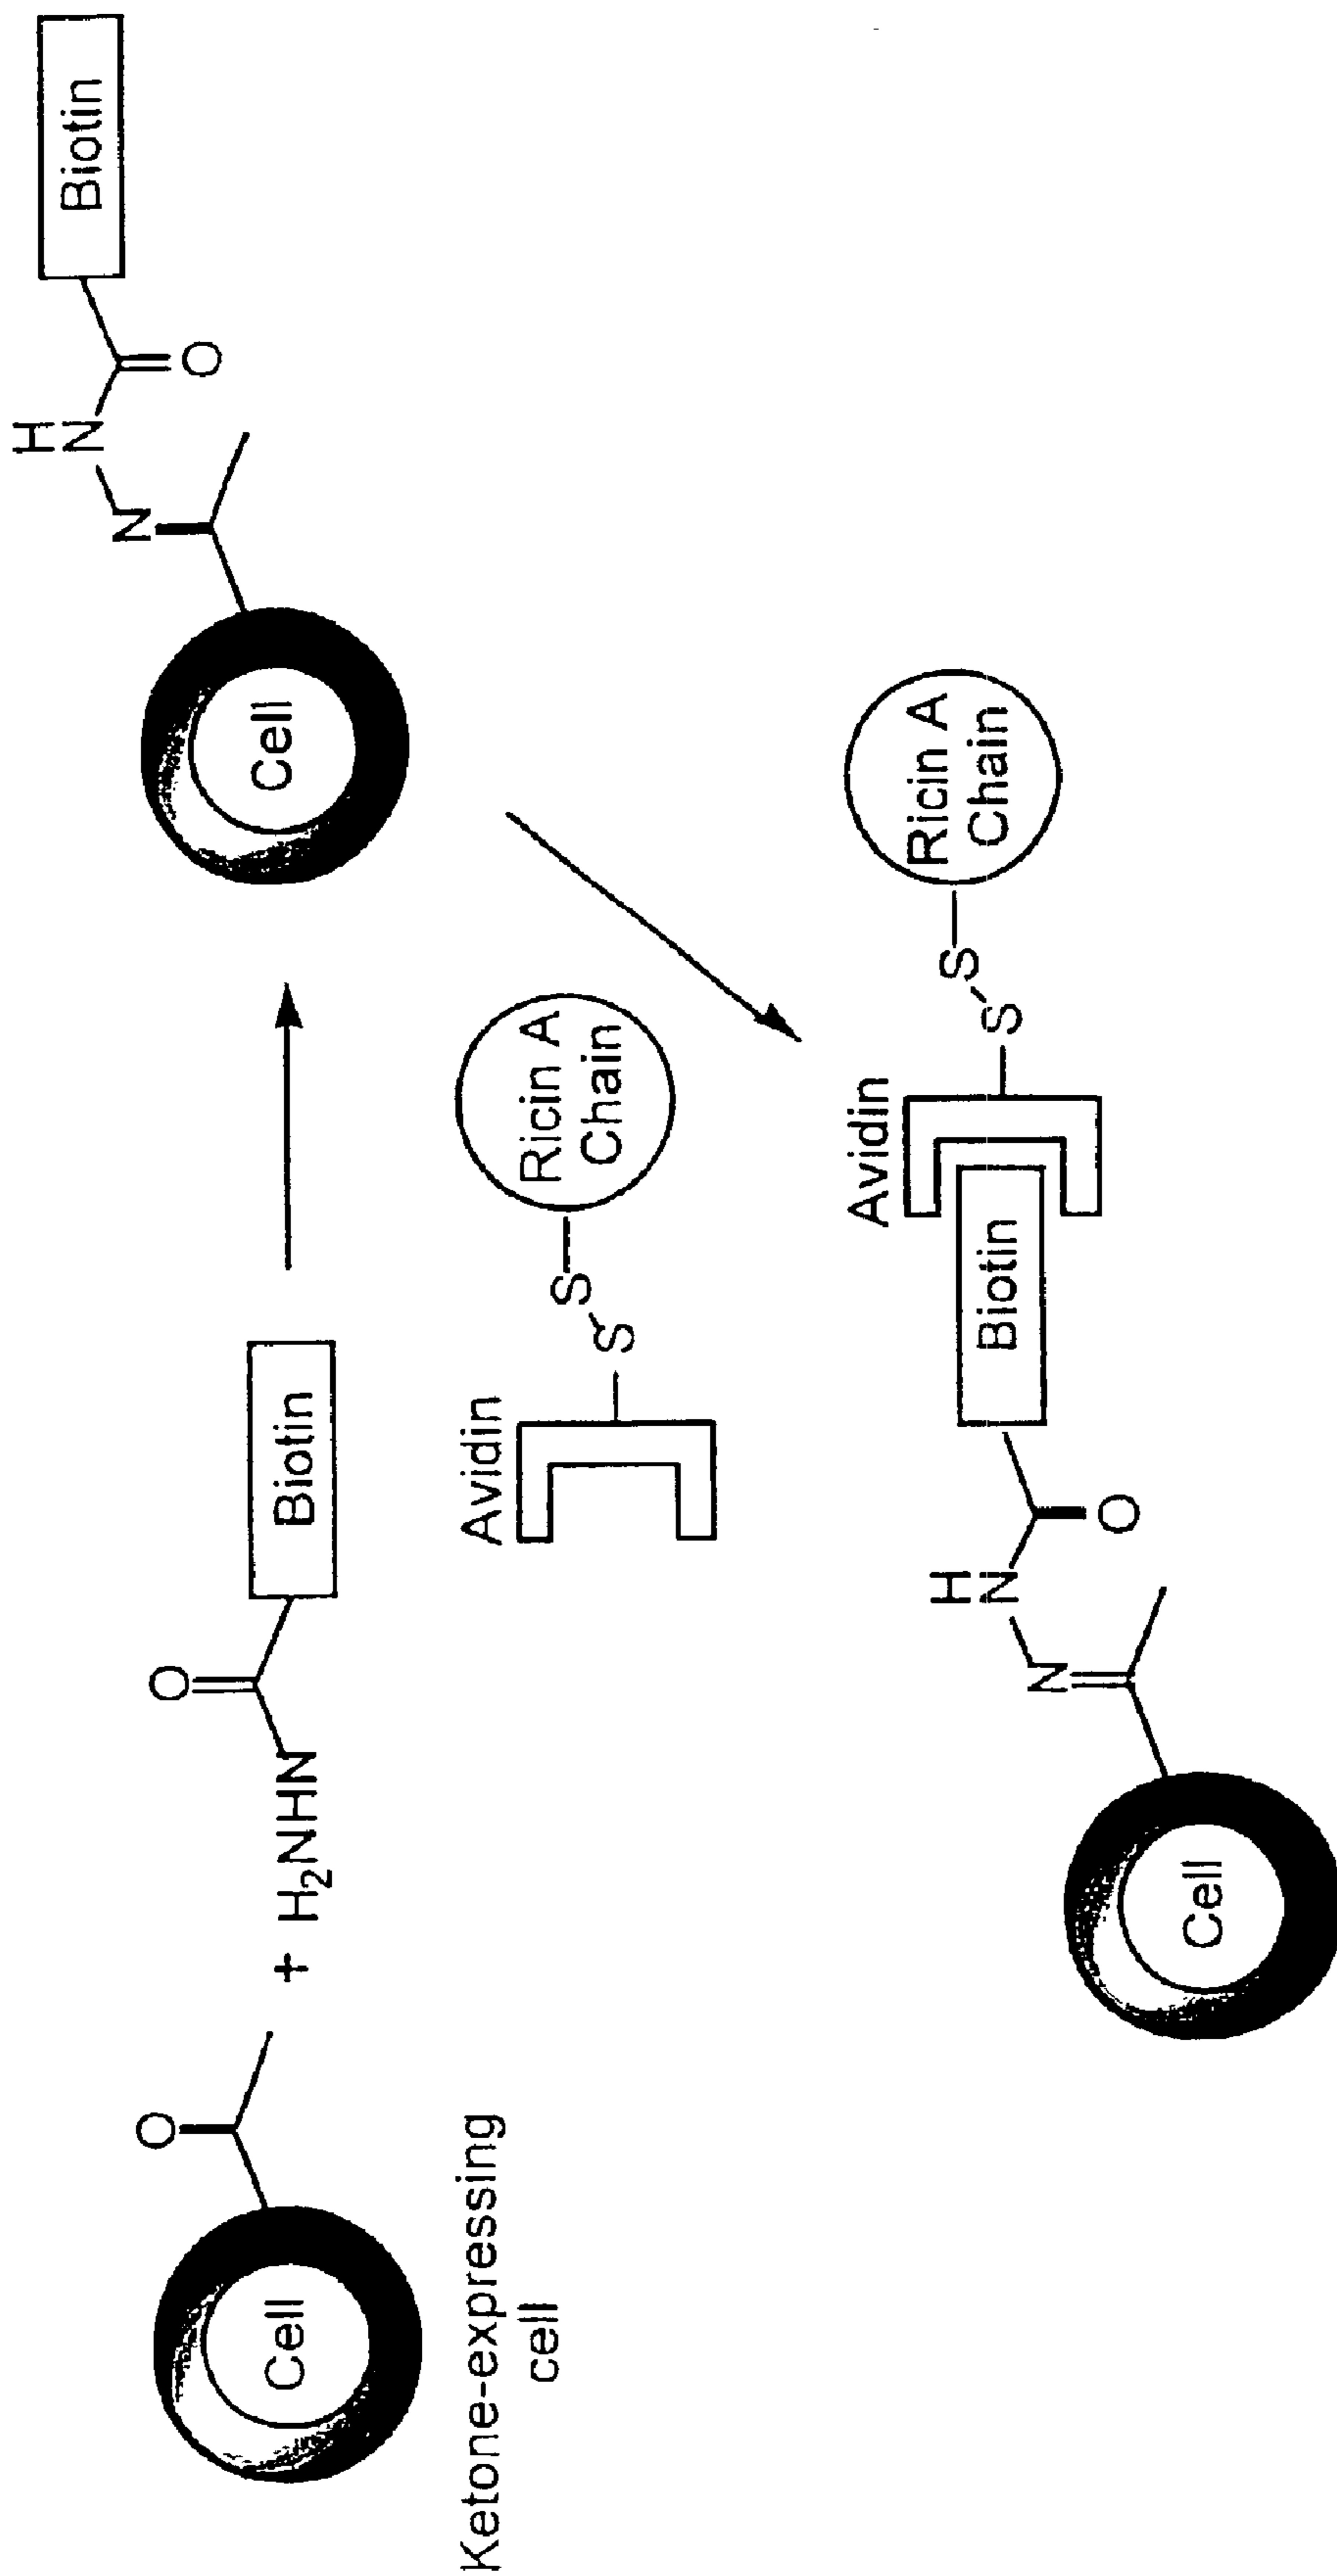 O
Cell
Ketone-expressing
cell
+
H₂NHN
O
Biotin
Cell
N
H
N
O
Biotin
Avidin
S
S
Ricin A
Chain
Cell
N
H
N
O
Biotin
Avidin
S
S
Ricin A
Chain